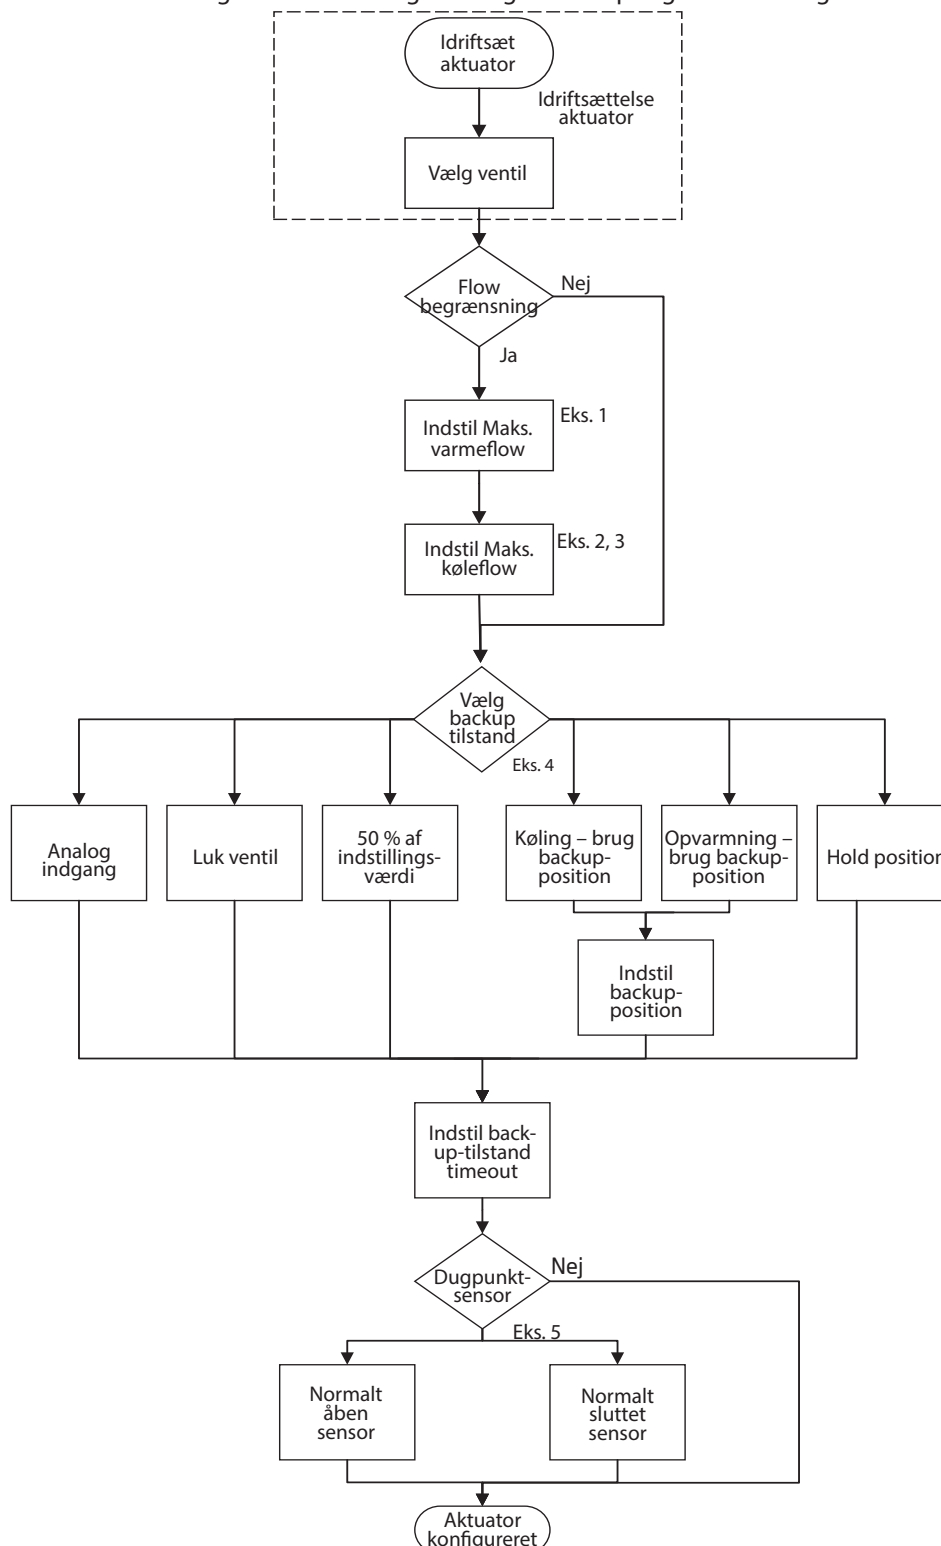 Idriftsæt
aktuator
Idriftsættelse
aktuator
Vælg ventil
Flow
begrænsning
Nej
Ja
Indstil Maks.
varmeflow
Eks. 1
Indstil Maks.
køleflow
Eks. 2, 3
Vælg
backup
tilstand
Eks. 4
Analog
indgang
Luk ventil
50 % af
indstillings-
værdi
Køling – brug
backup-
position
Opvarmning –
brug backup-
position
Hold position
Indstil
backup-
position
Indstil back-
up-tilstand
timeout
Dugpunkt-
sensor
Nej
Eks. 5
Normalt
åben
sensor
Normalt
sluttet
sensor
Aktuator
konfigureret